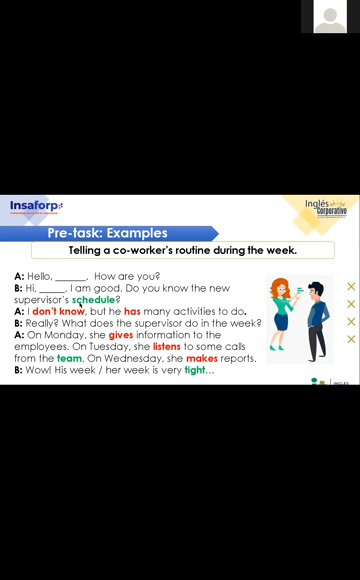 Insaforp
Inglés
Corporativo
Pre-task: Examples
Telling a co-worker's routine during the week.
A: Hello, ______. How are you?
B: Hi, _____. I am good. Do you know the new
supervisor's schedule?
A: I don't know, but he has many activities to do.
B: Really? What does the supervisor do in the week?
A: On Monday, she gives information to the
employees. On Tuesday, she listens to some calls
from the team. On Wednesday, she makes reports.
B: Wow! His week / her week is very tight...